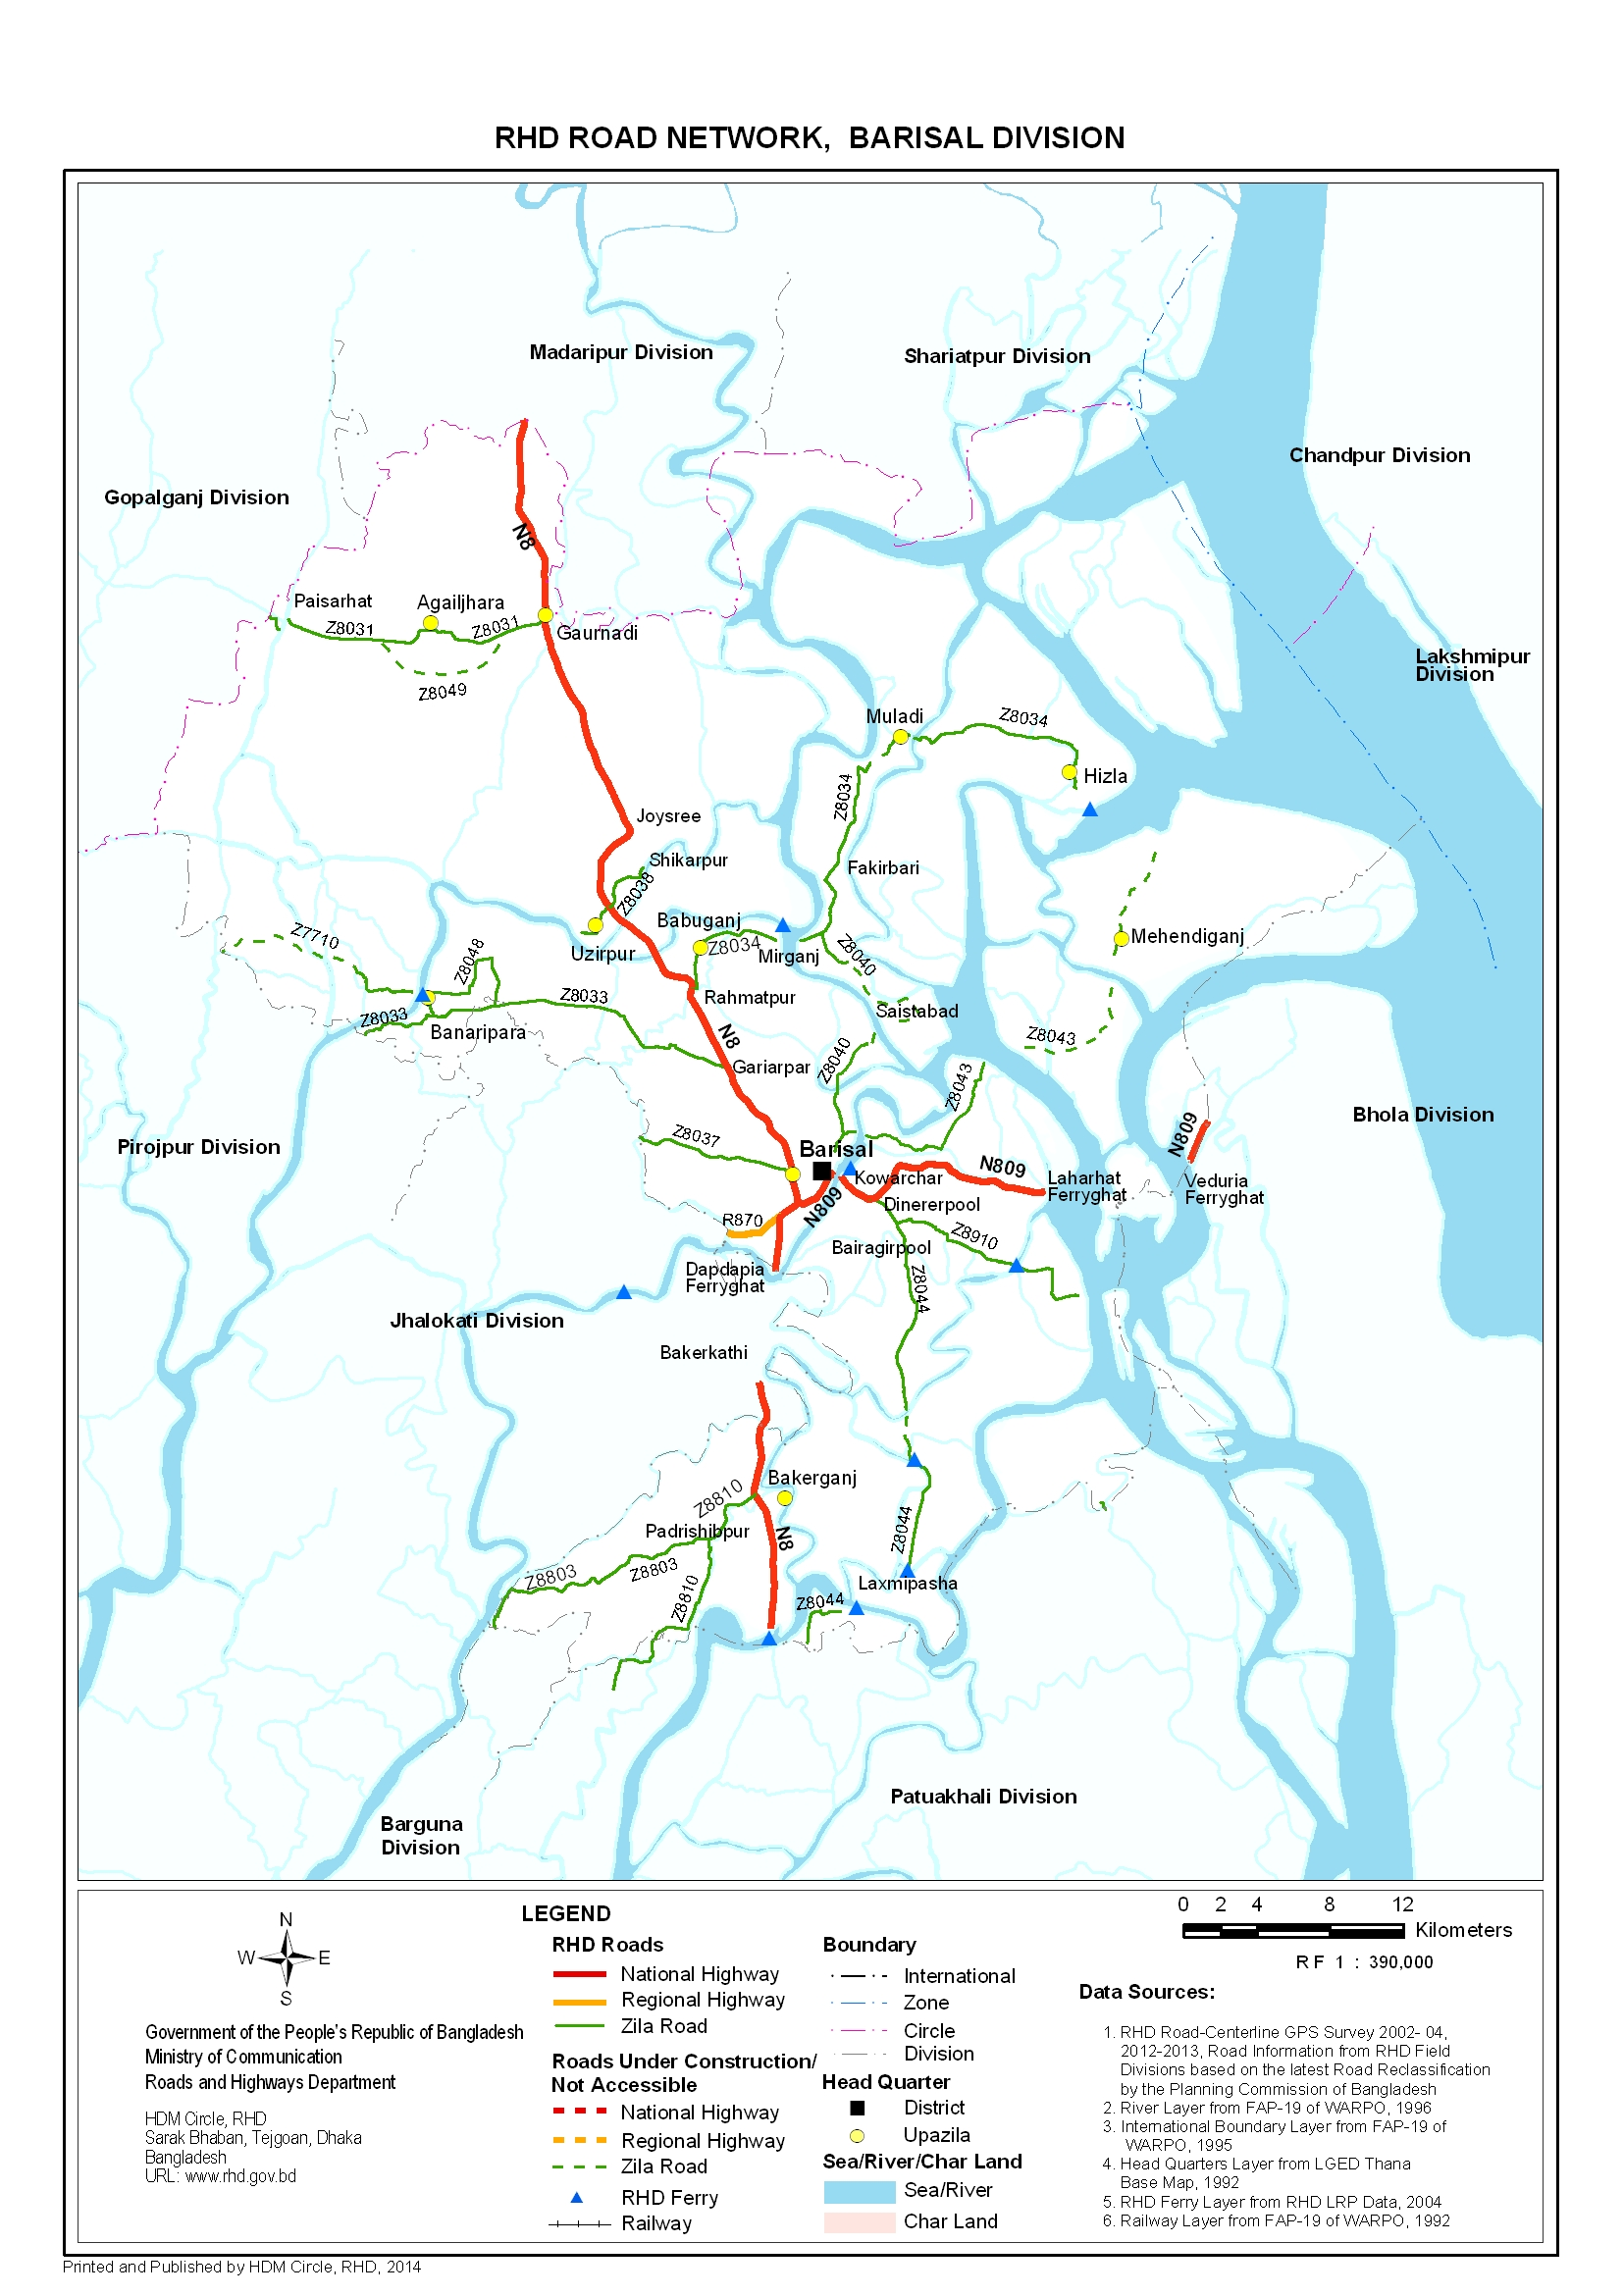 RHD ROAD NETWORK, BARISAL DIVISION
Madaripur Division
Shariatpur Division
Chandpur Division
Gopalganj Division
N8
Paisarhat
Agailjhara
Z8031
Z8031
Gaurnadi
Z8049
Lakshmipur
Division
Muladi
Z8034
Hizla
Z8034
Joysree
Shikarpur
Fakirbari
Z8038
Babuganj
Uzirpur
Z8034
Mirganj
Z8040
Mehendiganj
Z7710
Z8048
Z8033
Rahmatpur
Saistabad
Z8033
Banaripara
N8
Z8043
Gariarpar
Z8040
Z8043
Bhola Division
Pirojpur Division
Z8037
Barisal
N809
N809
Kowarchar
Laharhat
Ferryghat
Veduria
Ferryghat
N809
Dinererpool
R870
Z8910
Bairagirpool
Dapdapia
Ferryghat
Z8044
Jhalokati Division
Bakerkathi
Bakerganj
Z8810
Padrishibpur
N8
Z8044
Z8803
Z8803
Z8810
Laxmipasha
Z8044
Patuakhali Division
Barguna
Division
N
W E
S
Government of the People's Republic of Bangladesh
Ministry of Communication
Roads and Highways Department
HDM Circle, RHD
Sarak Bhaban, Tejgoan, Dhaka
Bangladesh
URL: www.rhd.gov.bd
LEGEND
RHD Roads
National Highway
Regional Highway
Zila Road
Roads Under Construction/
Not Accessible
National Highway
Regional Highway
Zila Road
RHD Ferry
Railway
Boundary
International
Zone
Circle
Division
Head Quarter
District
Upazila
Sea/River/Char Land
Sea/River
Char Land
0 2 4 8 12
Kilometers
R F 1 : 390,000
Data Sources:
1. RHD Road-Centerline GPS Survey 2002- 04,
2012-2013, Road Information from RHD Field
Divisions based on the latest Road Reclassification
by the Planning Commission of Bangladesh
2. River Layer from FAP-19 of WARPO, 1996
3. International Boundary Layer from FAP-19 of
WARPO, 1995
4. Head Quarters Layer from LGED Thana
Base Map, 1992
5. RHD Ferry Layer from RHD LRP Data, 2004
6. Railway Layer from FAP-19 of WARPO, 1992
Printed and Published by HDM Circle, RHD, 2014